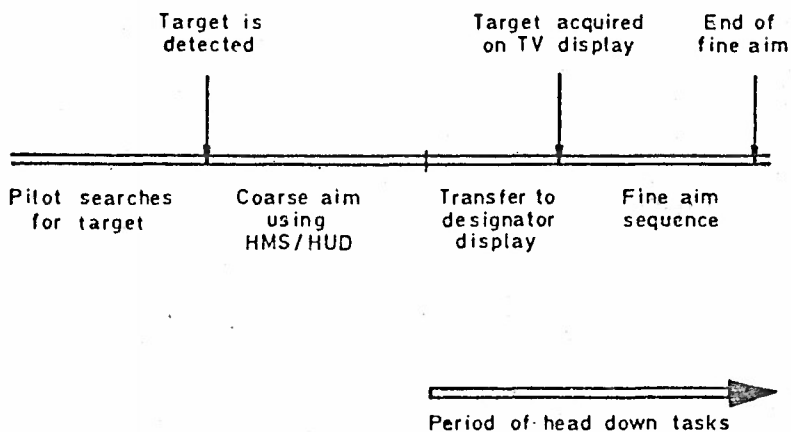 Target is
detected
Target acquired
on TV display
End of
fine aim
Pilot searches
for target
Coarse aim
using
HMS/HUD
Transfer to
designator
display
Fine aim
sequence
Period of head down tasks